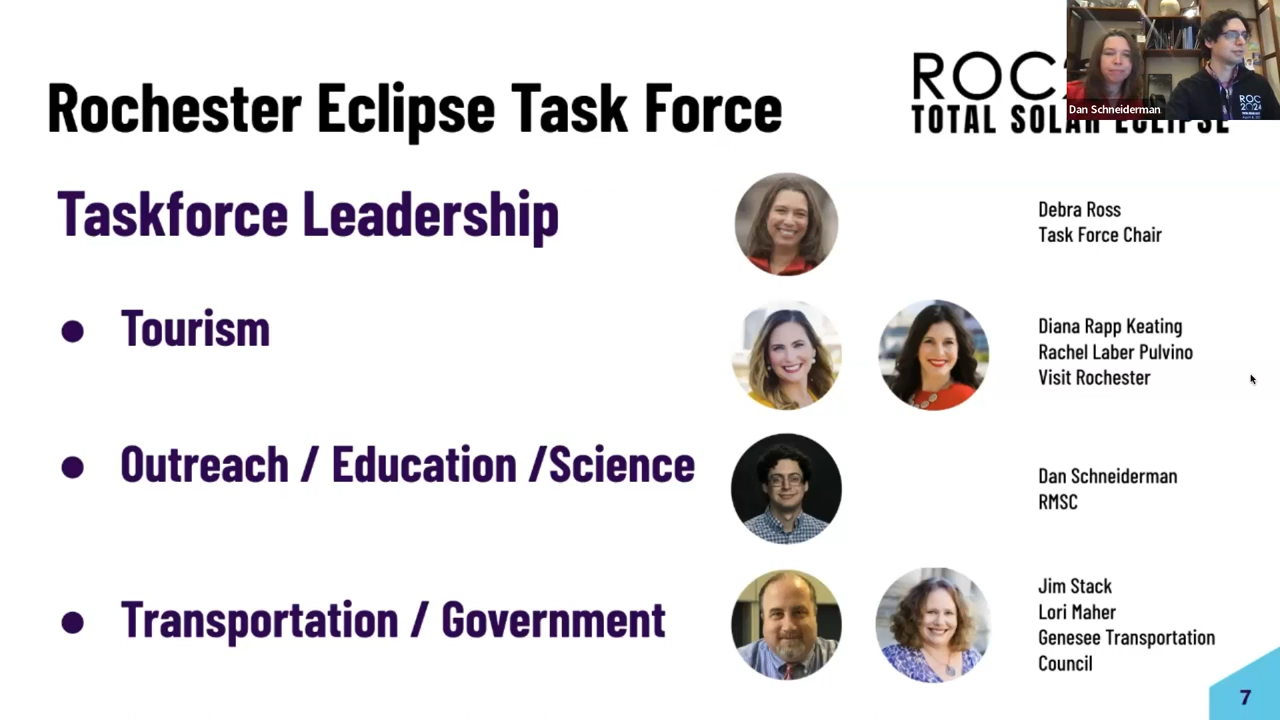 Rochester Eclipse Task Force
ROC
TOTAL SOLAR ECLIPSE
Dan Schneiderman
ROC
2024
Taskforce Leadership
Debra Ross
Task Force Chair
● Tourism
Diana Rapp Keating
Rachel Laber Pulvino
Visit Rochester
● Outreach / Education /Science
Dan Schneiderman
RMSC
● Transportation / Government
Jim Stack
Lori Maher
Genesee Transportation
Council
7